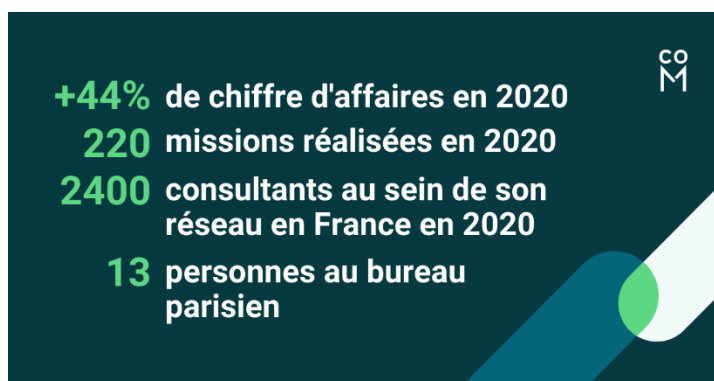 CO
M
+44% de chiffre d'affaires en 2020
220 missions réalisées en 2020
2400 consultants au sein de son
réseau en France en 2020
13 personnes au bureau
parisien